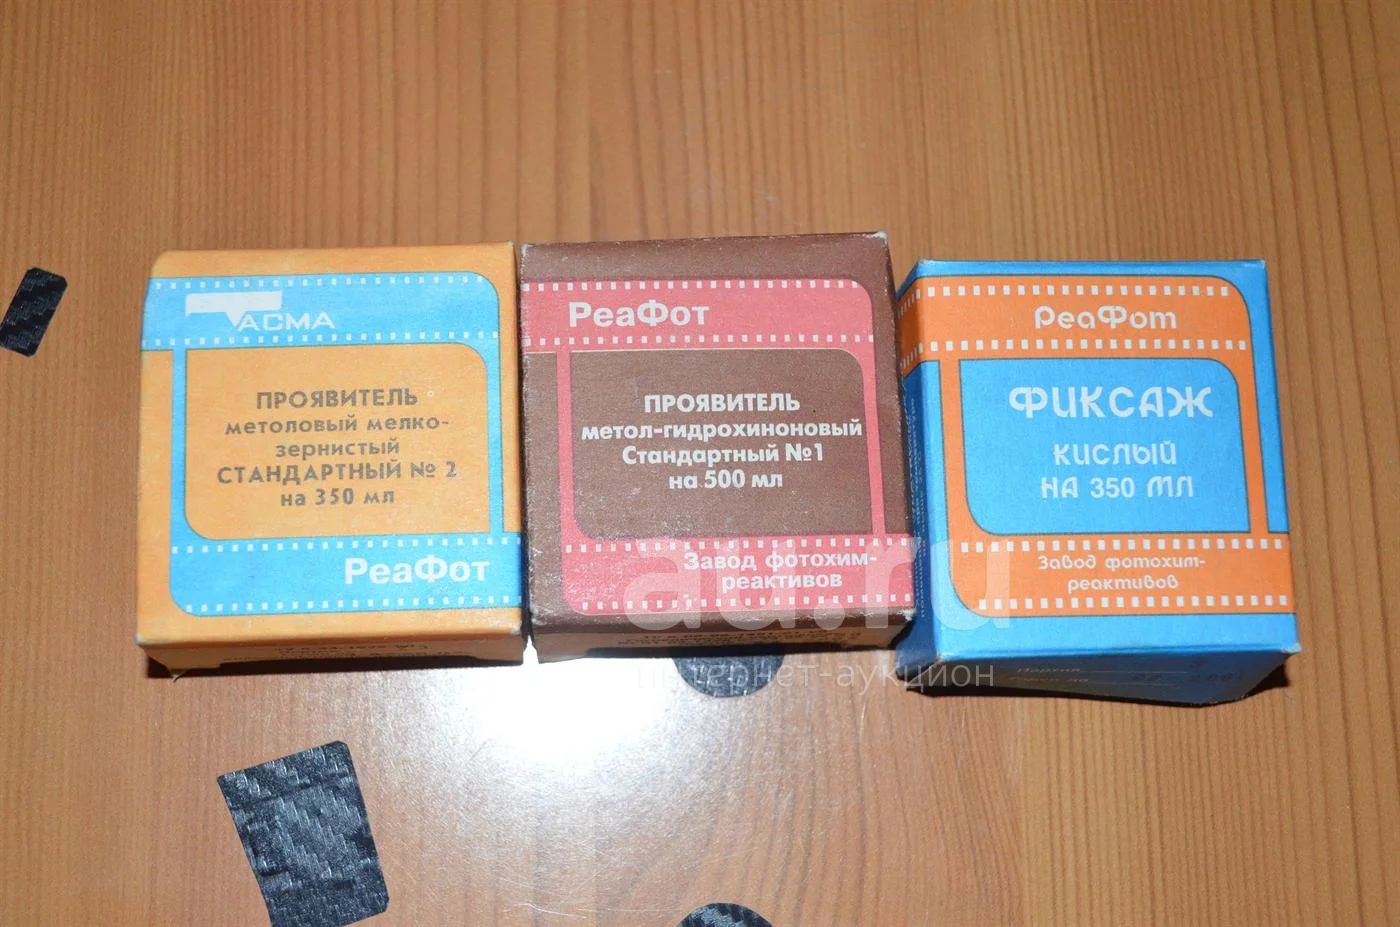 ТАСМА
ПРОЯВИТЕЛЬ
метоловый мелко-
зернистый
СТАНДАРТНЫЙ № 2
на 350 мл
РеаФот
РеаФот
ПРОЯВИТЕЛЬ
метол-гидрохиноновый
Стандартный №1
на 500 мл
Завод фотохим-
реактивов
РеаФот
ФИКСАЖ
КИСЛЫЙ
НА 350 МЛ
Завод фотохим-
реактивов
au.ru
интернет-аукцион